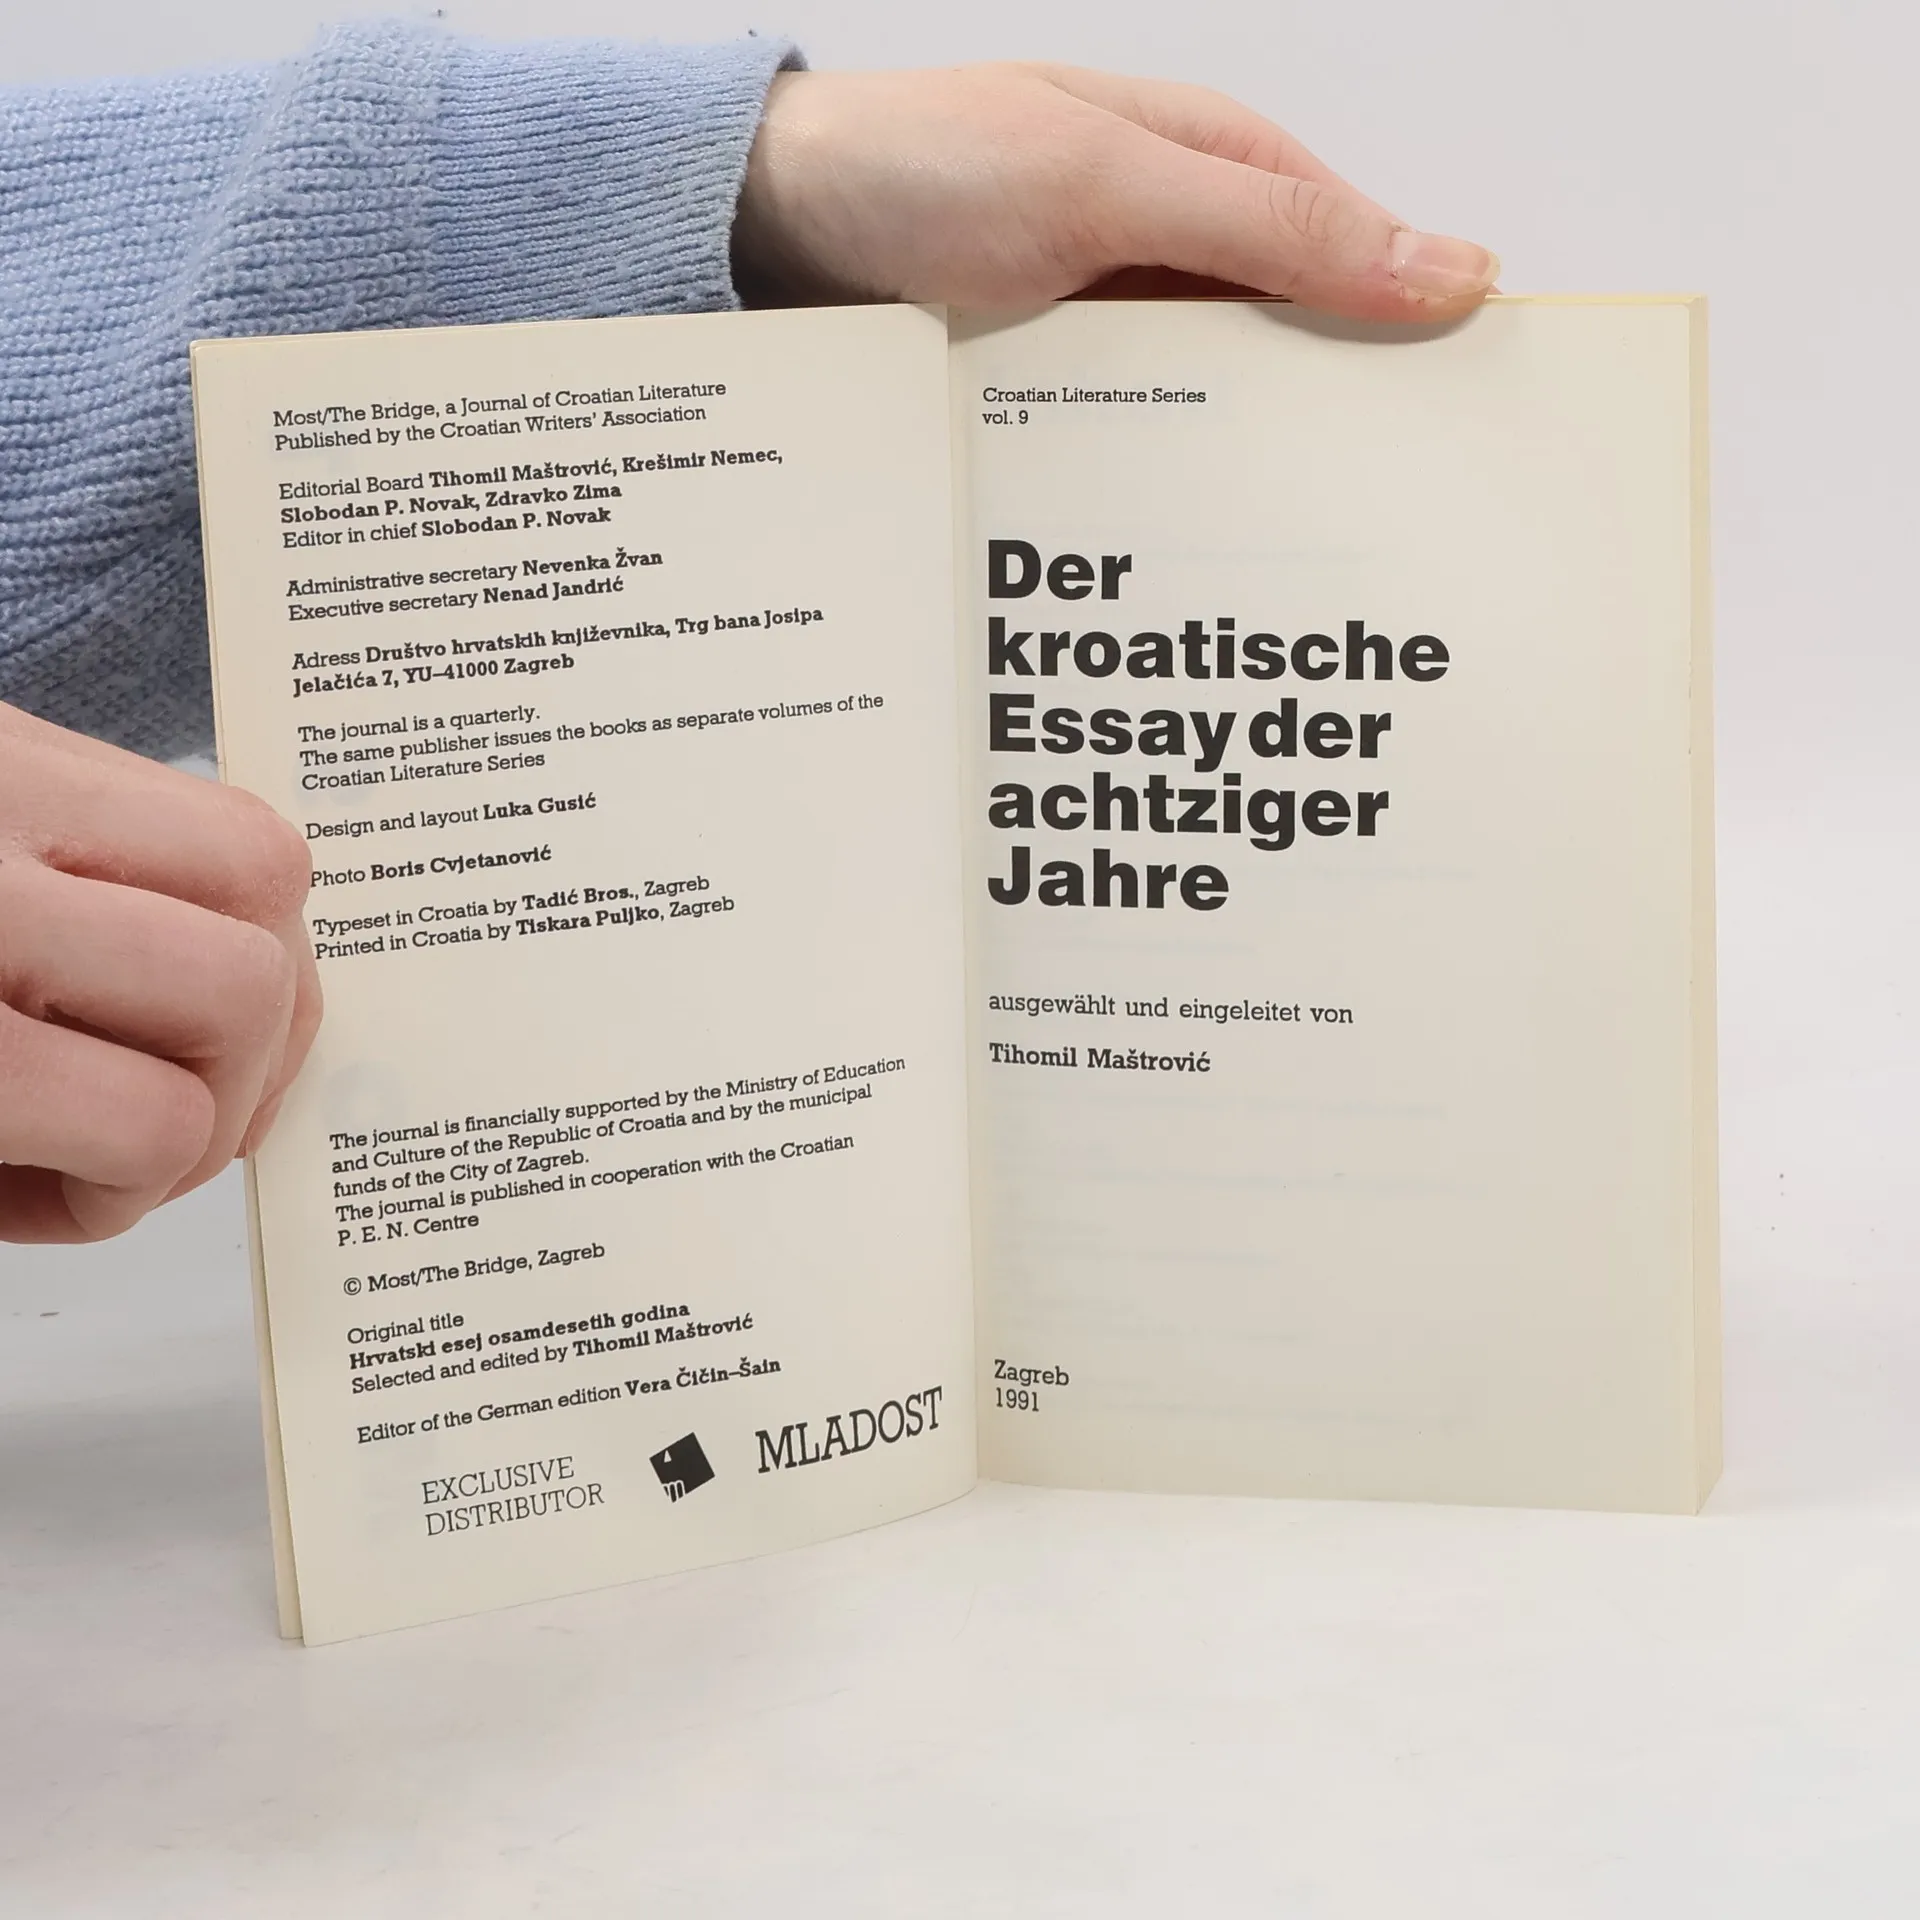 Most/The Bridge, a Journal of Croatian Literature
Published by the Croatian Writers' Association
Editorial Board Tihomil Maštrović, Krešimir Nemec,
Slobodan P. Novak, Zdravko Zima
Editor in chief Slobodan P. Novak
Administrative secretary Nevenka Žvan
Executive secretary Nenad Jandrić
Adress Društvo hrvatskih književnika, Trg bana Josipa
Jelačića 7, YU–41000 Zagreb
The journal is a quarterly.
The same publisher issues the books as separate volumes of the
Croatian Literature Series
Design and layout Luka Gusić
Photo Boris Cvjetanović
Typeset in Croatia by Tadić Bros., Zagreb
Printed in Croatia by Tiskara Puljko, Zagreb
The journal is financially supported by the Ministry of Education
and Culture of the Republic of Croatia and by the municipal
funds of the City of Zagreb.
The journal is published in cooperation with the Croatian
P. E. N. Centre
© Most/The Bridge, Zagreb
Original title
Hrvatski esej osamdesetih godina
Selected and edited by Tihomil Maštrović
Editor of the German edition Vera Čičin–Šain
EXCLUSIVE
DISTRIBUTOR
MLADOST
Croatian Literature Series
vol. 9
Der
kroatische
Essay der
achtziger
Jahre
ausgewählt und eingeleitet von
Tihomil Maštrović
Zagreb
1991